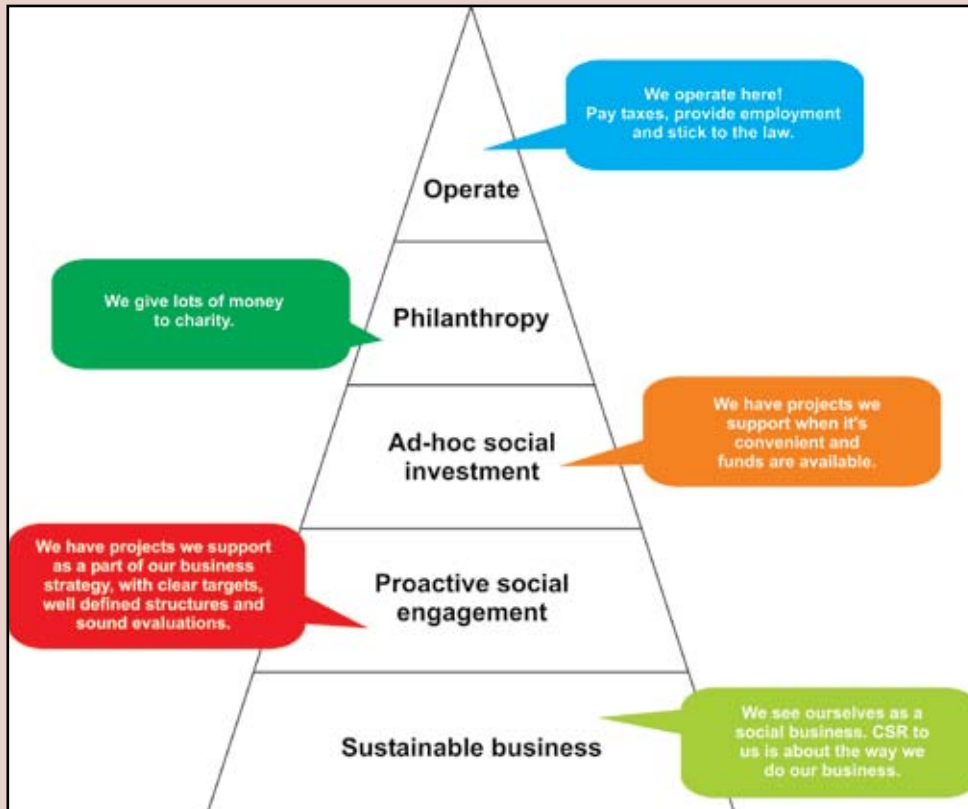 We operate here!
Pay taxes, provide employment
and stick to the law.
Operate
We give lots of money
to charity.
Philanthropy
We have projects we
support when it's
convenient and
funds are available.
Ad-hoc social
investment
We have projects we support
as a part of our business
strategy, with clear targets,
well defined structures and
sound evaluations.
Proactive social
engagement
We see ourselves as a
social business. CSR to
us is about the way we
do our business.
Sustainable business